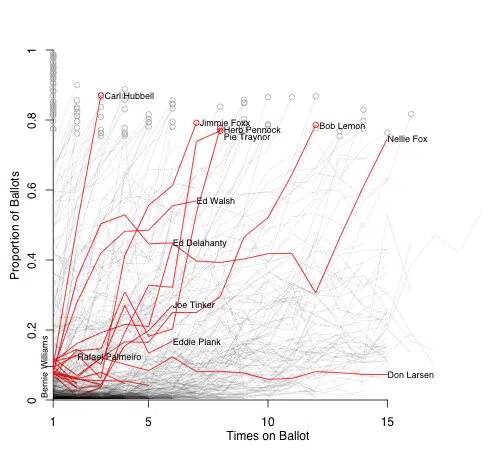 1
0.8
0.6
0.4
0.2
0
Proportion of Ballots
Carl Hubbell
Jimmie Foxx
Herb Pennock
Pie Traynor
Bob Lemon
Nellie Fox
Ed Walsh
Ed Delahanty
Joe Tinker
Eddie Plank
Rafael Palmeiro
Bernie Williams
Don Larsen
1
5
10
15
Times on Ballot